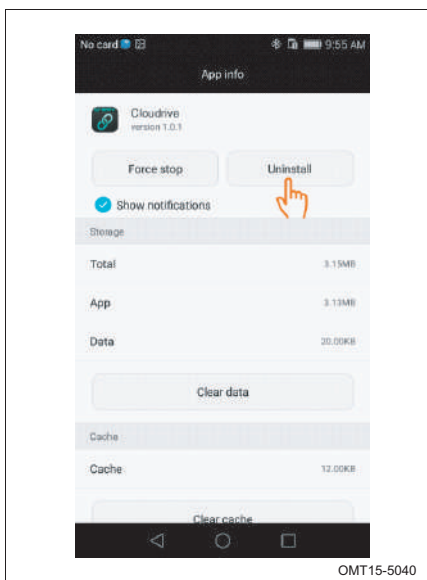 No card 9:55 AM
App info
Cloudrive
version 1.0.1
Force stop Uninstall
Show notifications
Storage
Total 3.15MB
App 3.13MB
Data 20.00KB
Clear data
Cache
Cache 12.00KB
Clear cache
OMT15-5040